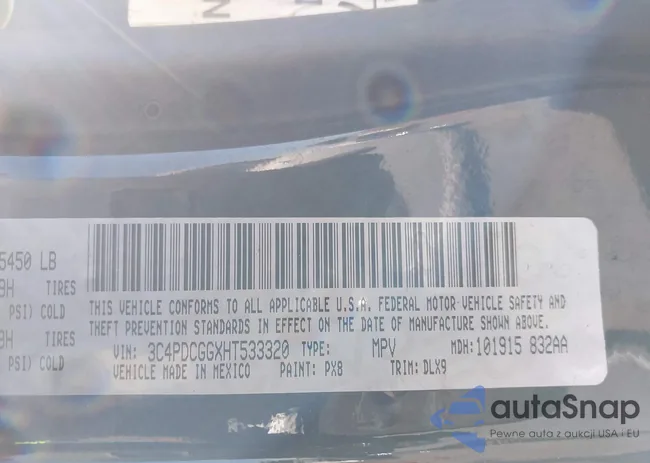 5450 LB
TIRES
PSI) COLD
TIRES
PSI) COLD
THIS VEHICLE CONFORMS TO ALL APPLICABLE U.S.A. FEDERAL MOTOR VEHICLE SAFETY AND
THEFT PREVENTION STANDARDS IN EFFECT ON THE DATE OF MANUFACTURE SHOWN ABOVE.
VIN: 3C4PDCGGXHT533320 TYPE: MPV MDH: 101915 832AA
VEHICLE MADE IN MEXICO PAINT: PX8 TRIM: DLX9
autaSnap
Pewne auta z aukcji USA i EU